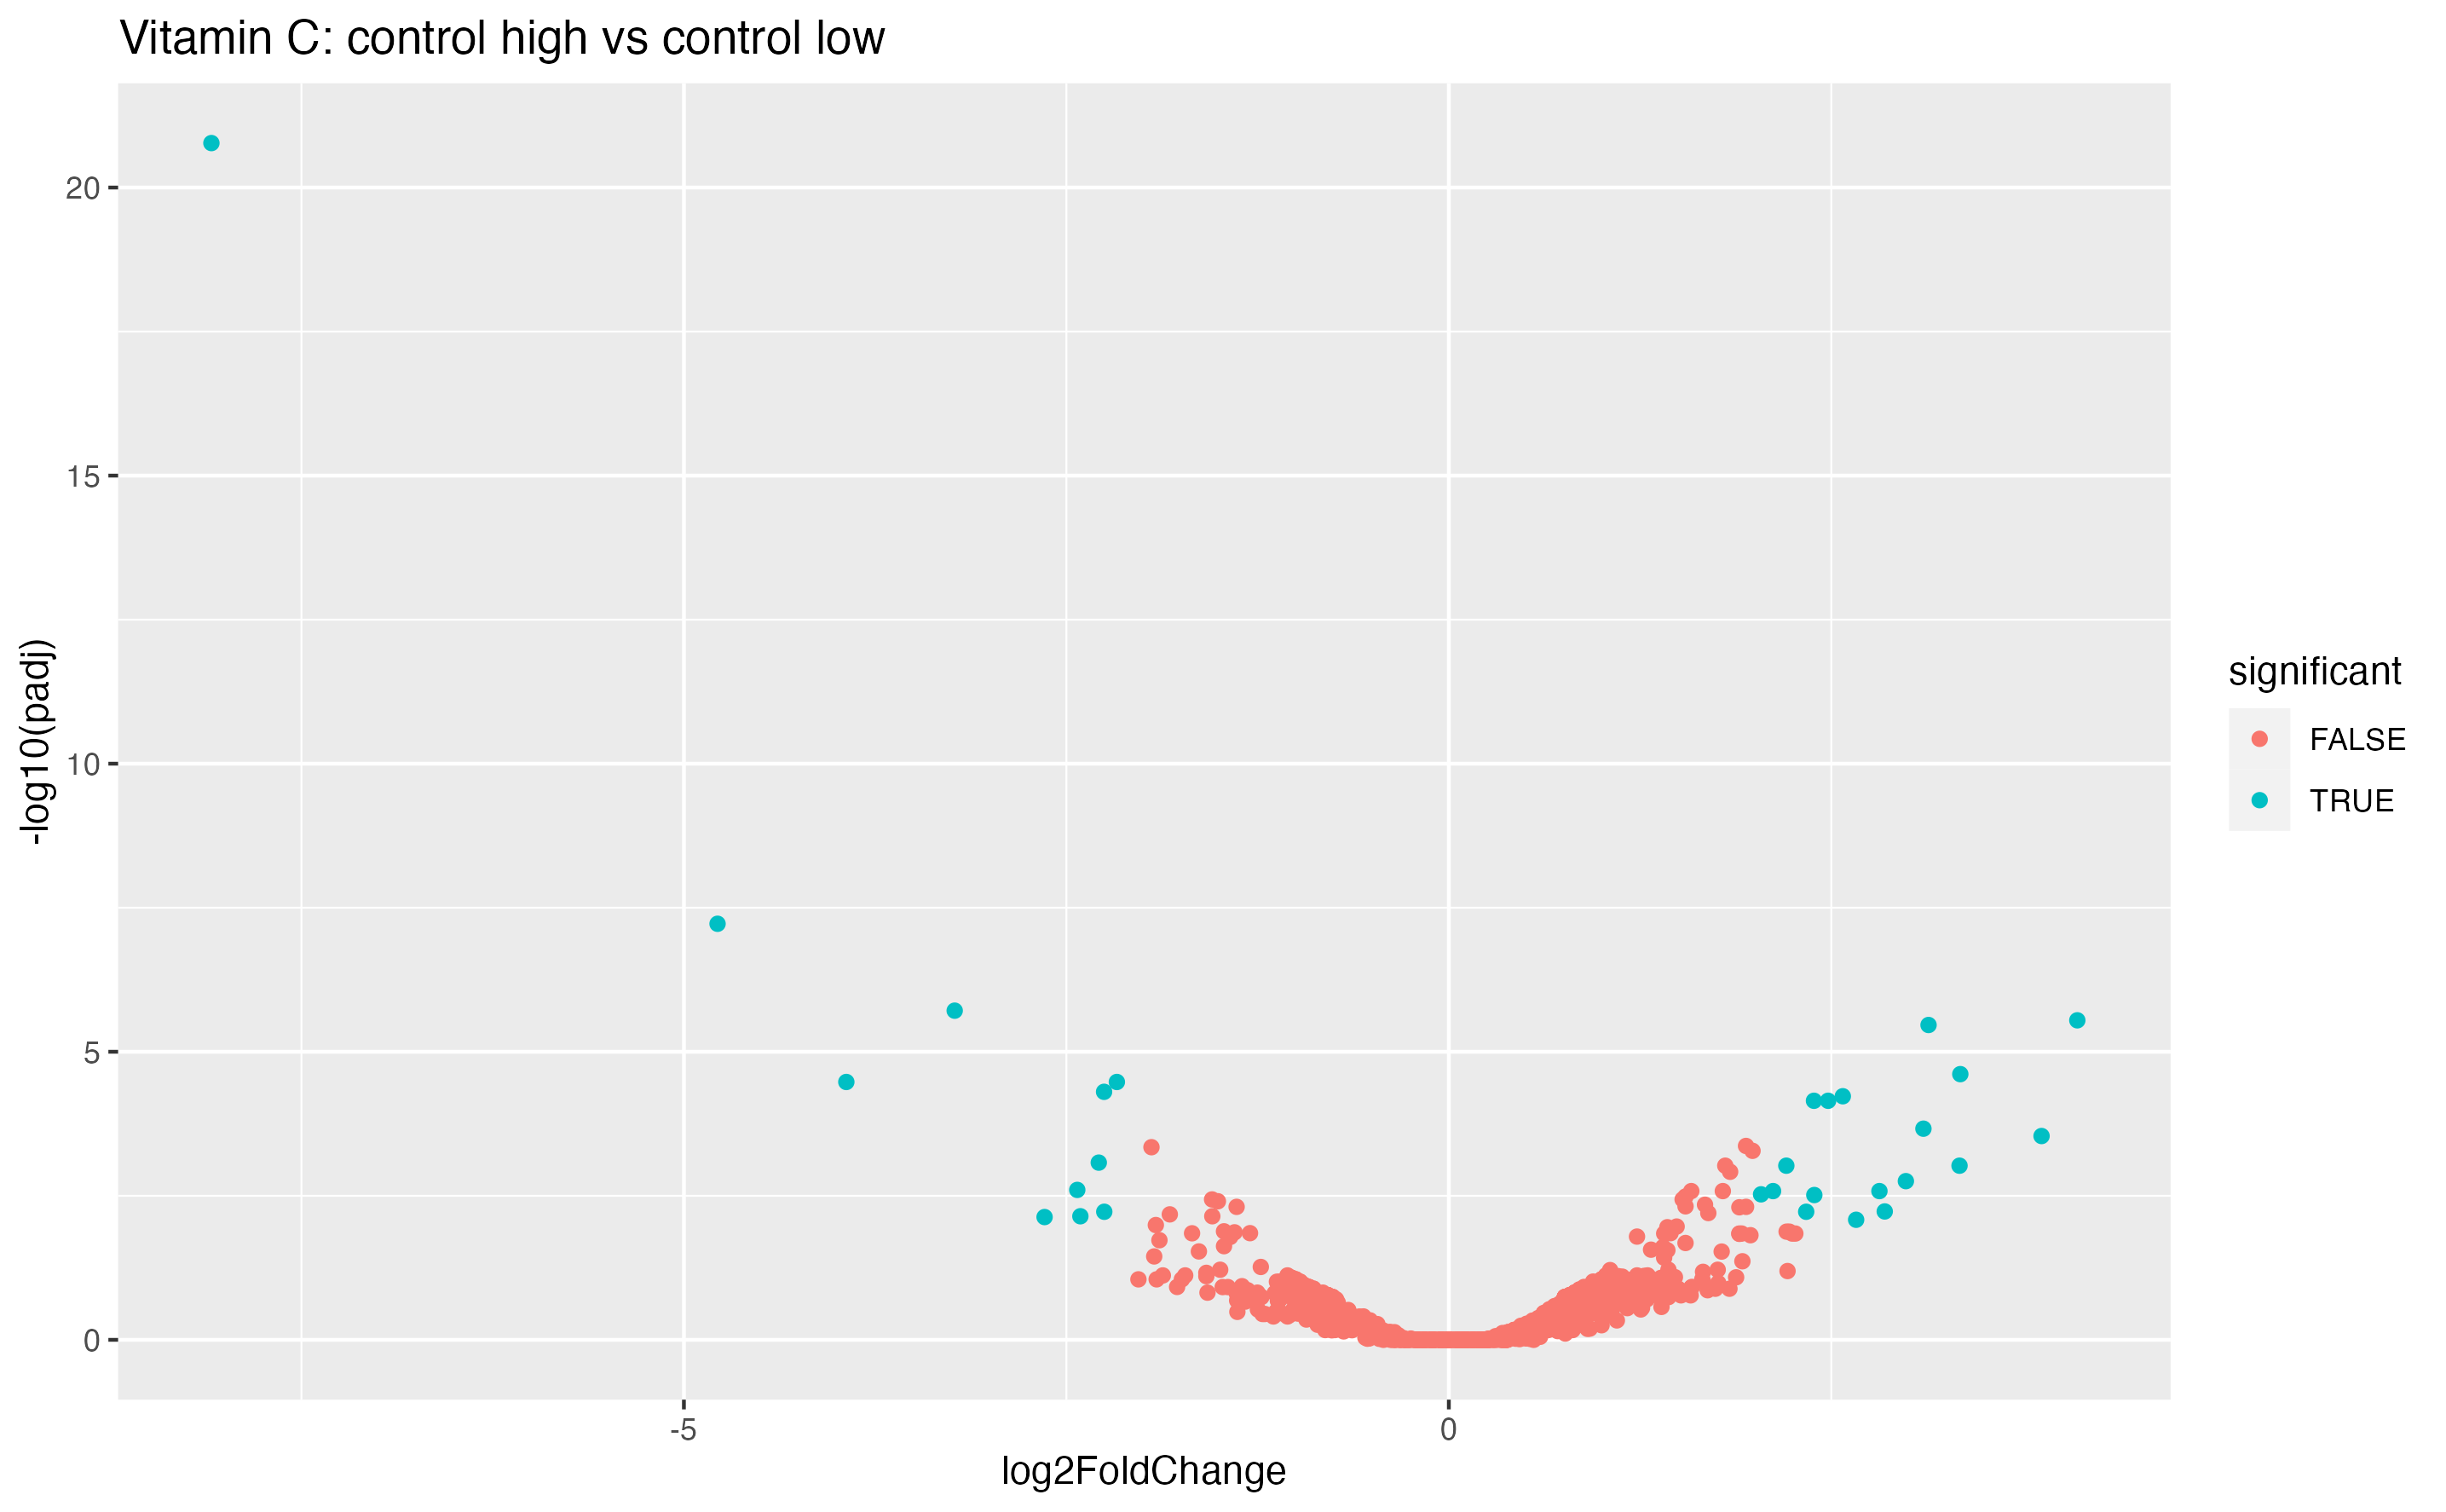 Vitamin C: control high vs control low
20
15
10
5
0
-log10(padj)
-5
0
log2FoldChange
significant
FALSE
TRUE